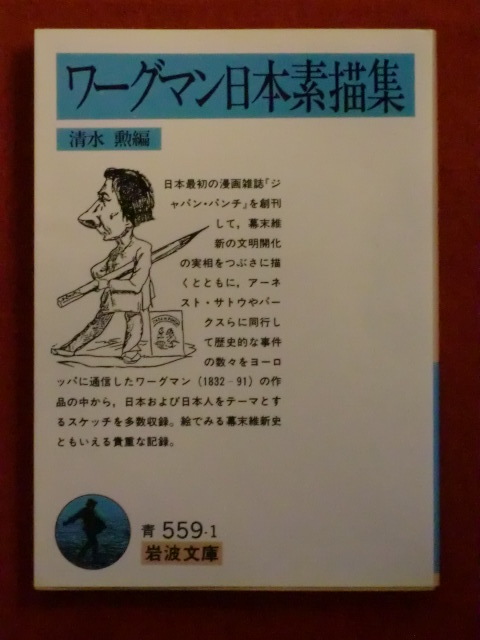 ワーグマン日本素描集
清水 勲編
日本最初の漫画雑誌『ジ
ャパン・パンチ』を創刊
して，幕末維
新の文明開化
の実相をつぶさに描
くとともに，アーネ
スト・サトウやパー
クスらに同行し
て歴史的な事件
の数々をヨーロ
ッパに通信したワーグマン（1832－91）の作
品の中から，日本および日本人をテーマとす
るスケッチを多数収録。絵でみる幕末維新史
ともいえる貴重な記録。
青 559-1
岩波文庫